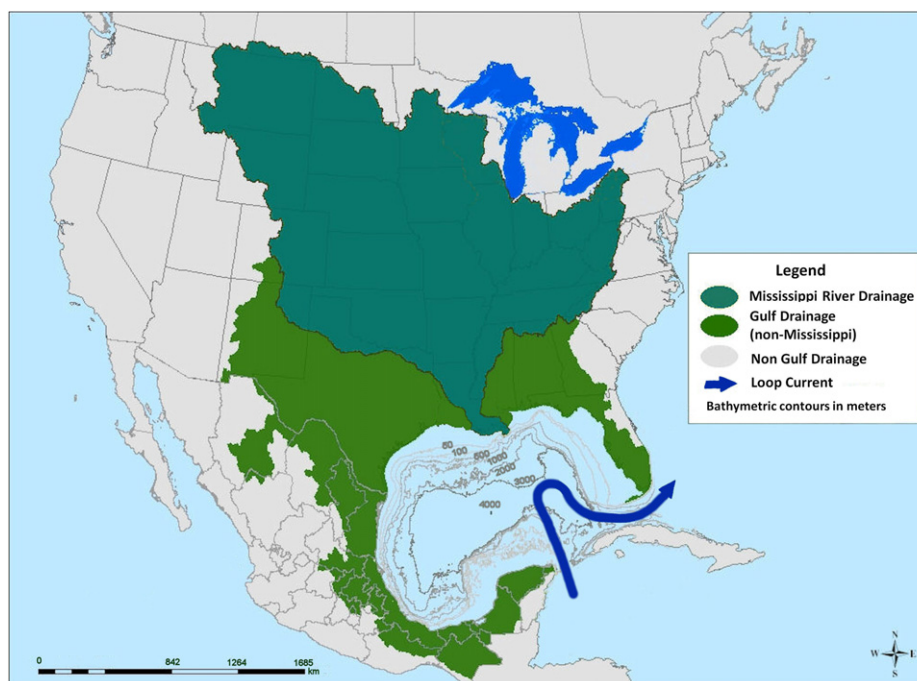 Legend
Mississippi River Drainage
Gulf Drainage
(non-Mississippi)
Non Gulf Drainage
Loop Current
Bathymetric contours in meters
50
100
500
1000
2000
3000
4000
0 842 1264 1685
km
N
W E
S